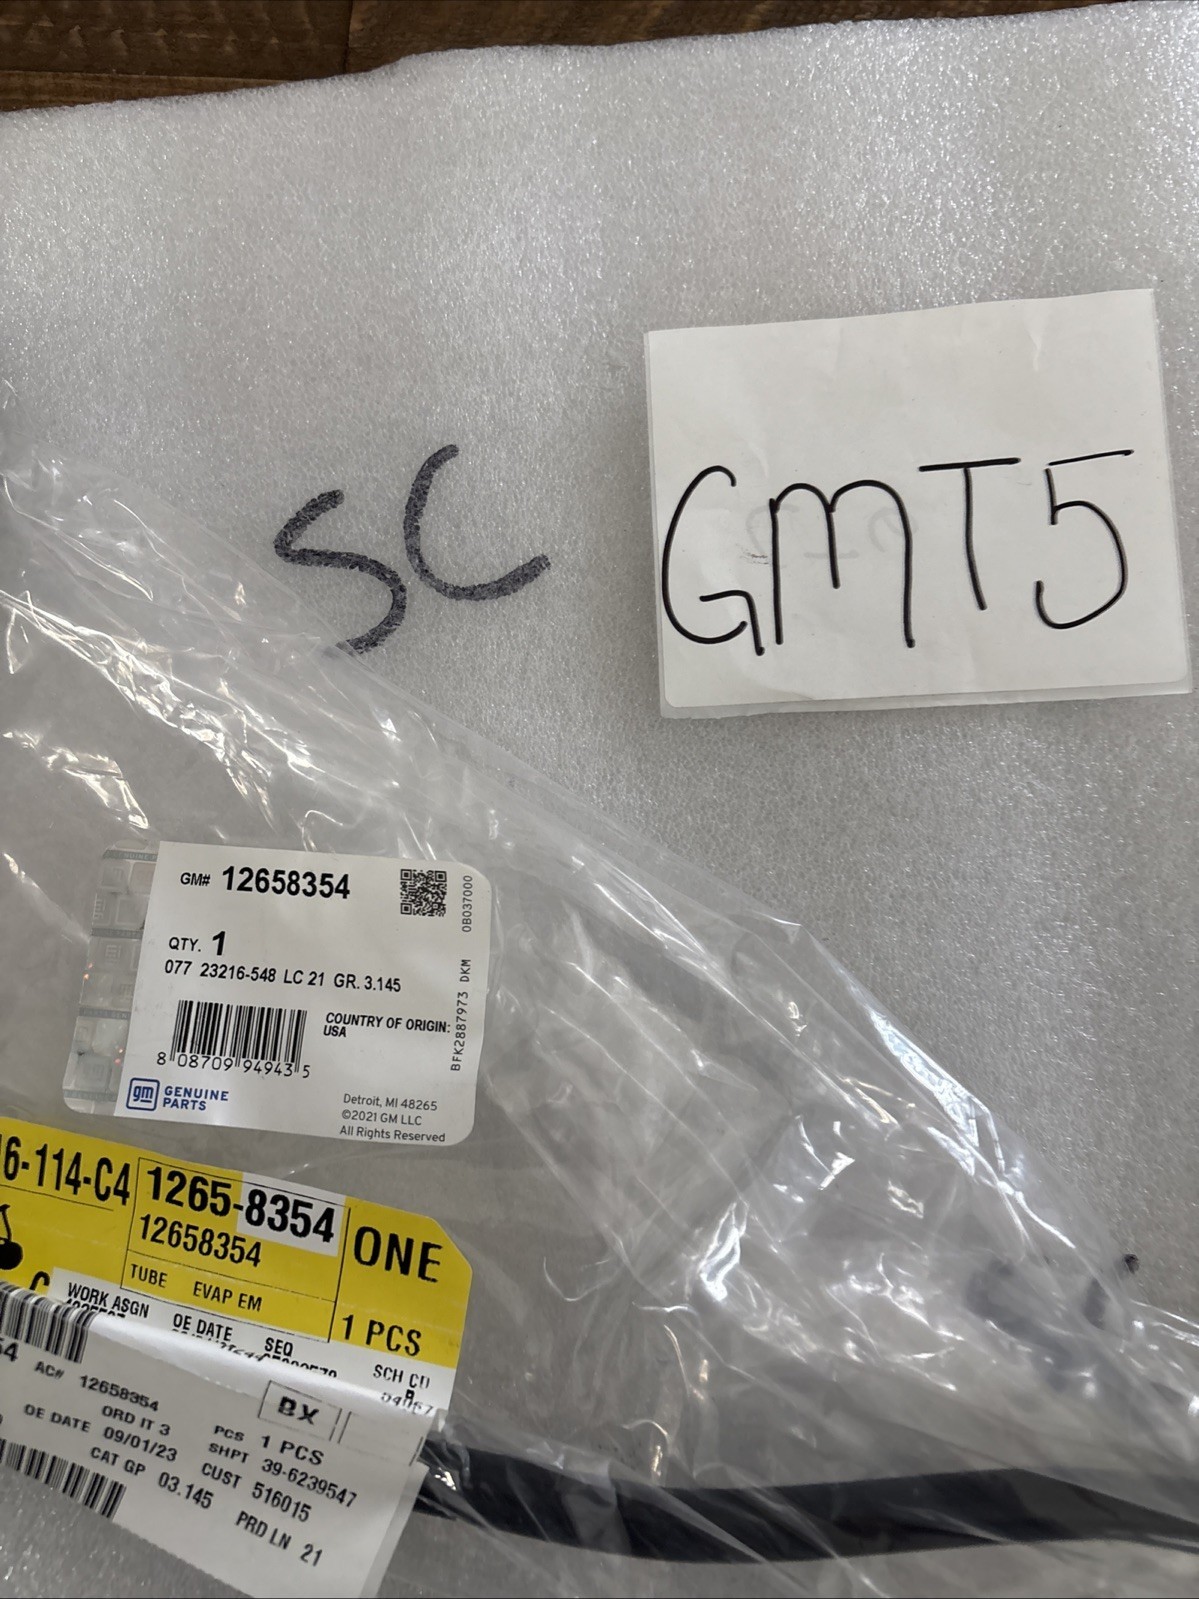 SC
GMT5
GM# 12658354
QTY. 1
077 23216-548 LC 21 GR. 3.145
COUNTRY OF ORIGIN:
USA
8 08709 94943 5
gm GENUINE
PARTS
Detroit, MI 48265
©2021 GM LLC
All Rights Reserved
BFK2887973 DKM 0B037000
6-114-C4
1265-8354
12658354
TUBE EVAP EM
ONE
1 PCS
WORK ASGN
OE DATE
SEQ
SCH CD
AC# 12658354
ORD IT 3
OE DATE 09/01/23
CAT GP 03.145
BX
PCS 1 PCS
SHPT 39-6239547
CUST 516015
PRD LN 21